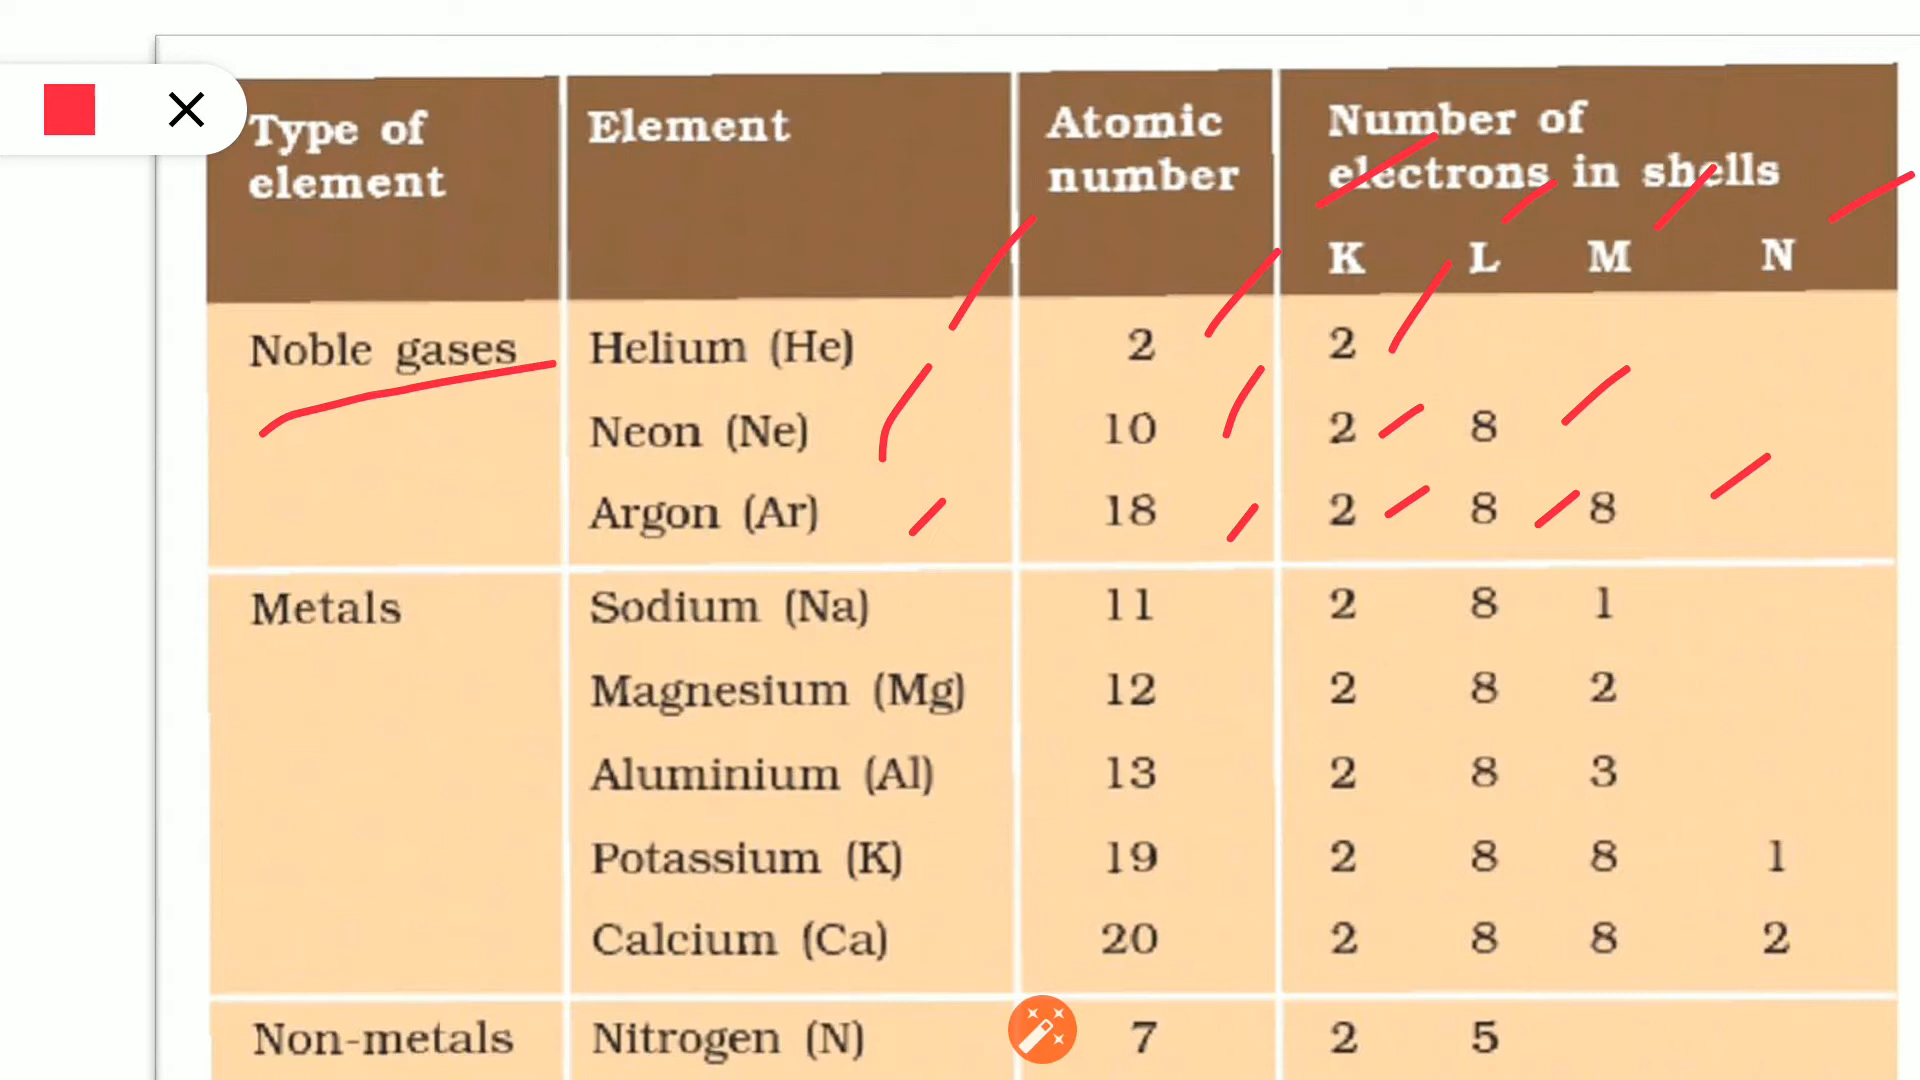 Type of element Element Atomic number Number of electrons in shells
K L M N
Noble gases Helium (He) 2 2
Neon (Ne) 10 2 8
Argon (Ar) 18 2 8 8
Metals Sodium (Na) 11 2 8 1
Magnesium (Mg) 12 2 8 2
Aluminium (Al) 13 2 8 3
Potassium (K) 19 2 8 8 1
Calcium (Ca) 20 2 8 8 2
Non-metals Nitrogen (N) 7 2 5